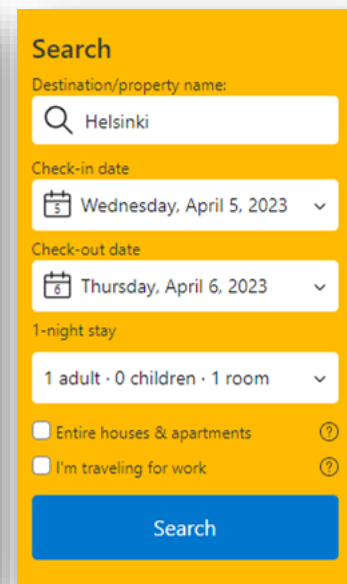 Search
Destination/property name:
Helsinki
Check-in date
5 Wednesday, April 5, 2023
Check-out date
6 Thursday, April 6, 2023
1-night stay
1 adult · 0 children · 1 room
Entire houses & apartments ?
I'm traveling for work ?
Search